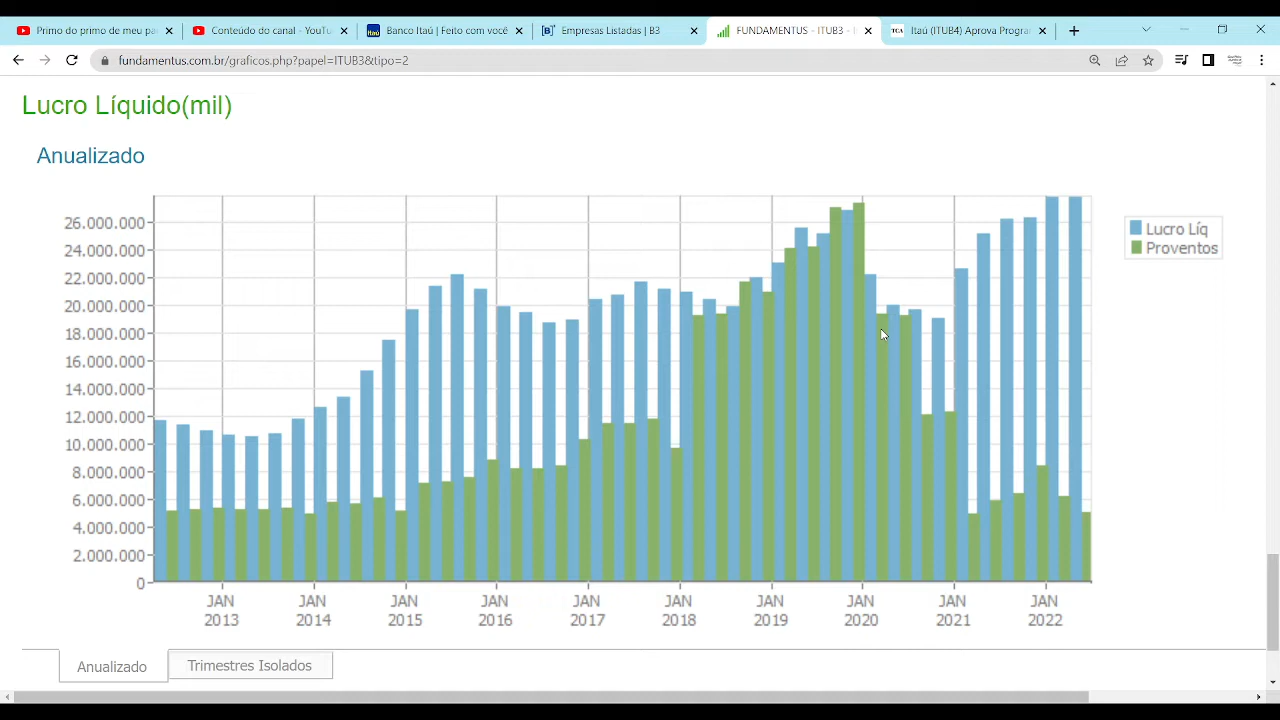 Primo do primo de meu pa
Conteúdo do canal - YouTu
Banco Itaú | Feito com você
Empresas Listadas | B3
FUNDAMENTUS - ITUB3 - I
Itaú (ITUB4) Aprova Progran
fundamentus.com.br/graficos.php?papel=ITUB3&tipo=2
Lucro Líquido(mil)
Anualizado
26.000.000
24.000.000
22.000.000
20.000.000
18.000.000
16.000.000
14.000.000
12.000.000
10.000.000
8.000.000
6.000.000
4.000.000
2.000.000
0
JAN 2013
JAN 2014
JAN 2015
JAN 2016
JAN 2017
JAN 2018
JAN 2019
JAN 2020
JAN 2021
JAN 2022
Lucro Líq
Proventos
Anualizado
Trimestres Isolados